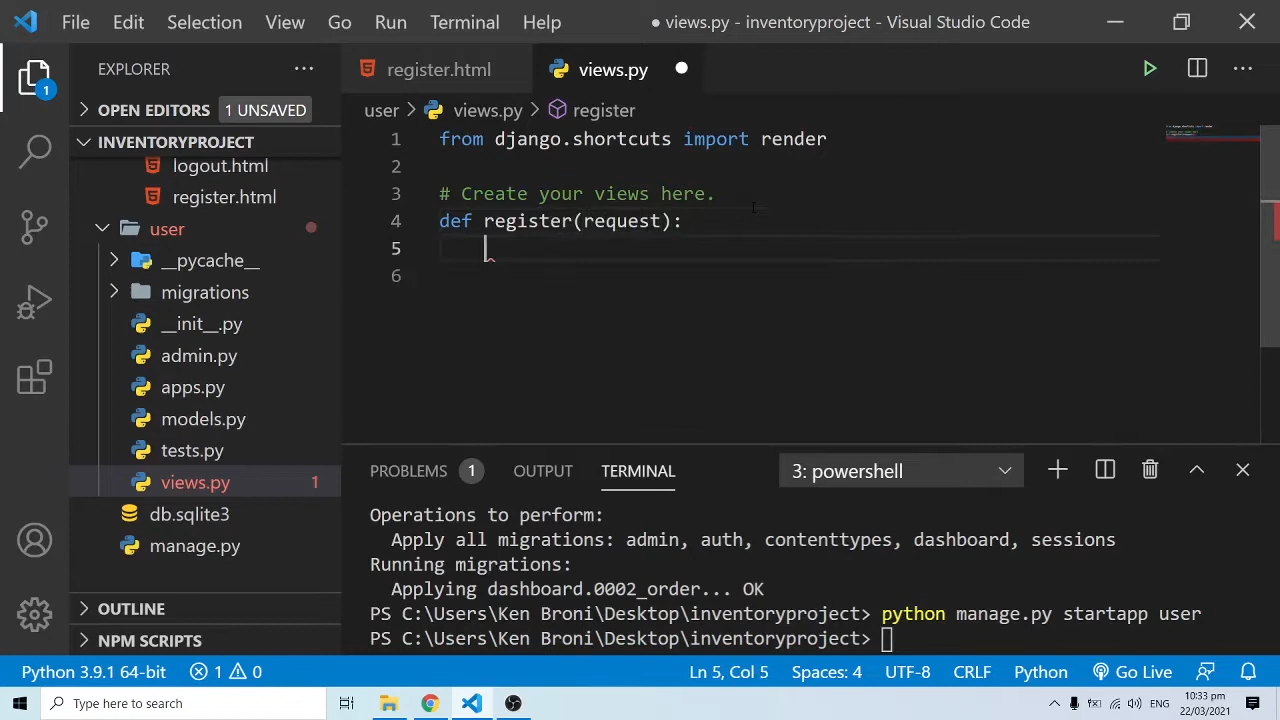 File Edit Selection View Go Run Terminal Help
views.py - inventoryproject - Visual Studio Code
EXPLORER
OPEN EDITORS 1 UNSAVED
INVENTORYPROJECT
logout.html
register.html
user
__pycache__
migrations
__init__.py
admin.py
apps.py
models.py
tests.py
views.py 1
db.sqlite3
manage.py
OUTLINE
NPM SCRIPTS
1
register.html
views.py
user > views.py > register
1 from django.shortcuts import render
2
3 # Create your views here.
4 def register(request):
5
6
PROBLEMS 1 OUTPUT TERMINAL
3: powershell
Operations to perform:
Apply all migrations: admin, auth, contenttypes, dashboard, sessions
Running migrations:
Applying dashboard.0002_order... OK
PS C:\Users\Ken Broni\Desktop\inventoryproject> python manage.py startapp user
PS C:\Users\Ken Broni\Desktop\inventoryproject>
Python 3.9.1 64-bit 1 0 Ln 5, Col 5 Spaces: 4 UTF-8 CRLF Python Go Live
Type here to search
ENG
10:33 pm
22/03/2021